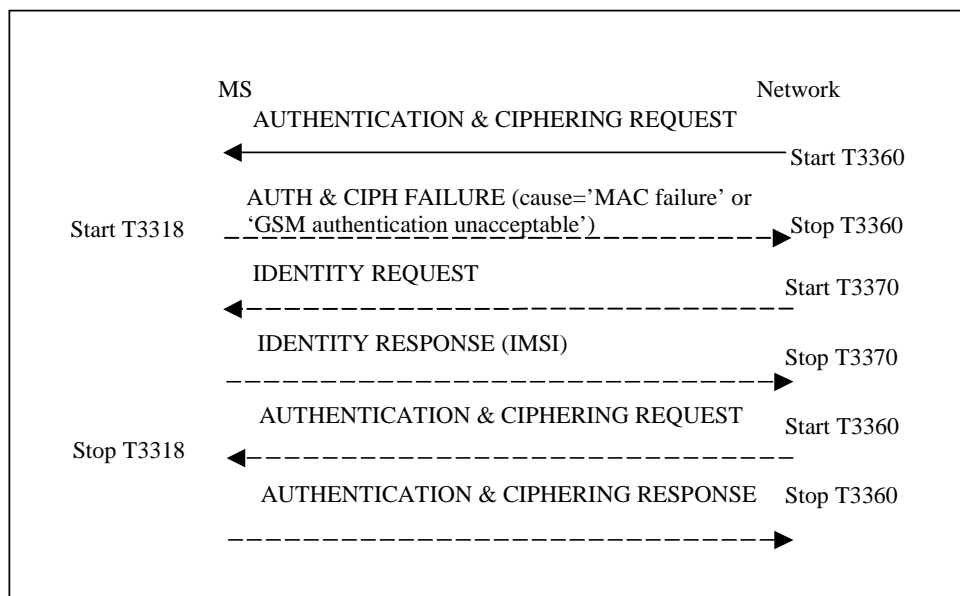 MS Network
AUTHENTICATION & CIPHERING REQUEST
Start T3360
AUTH & CIPH FAILURE (cause=’MAC failure’ or
‘GSM authentication unacceptable’)
Start T3318
Stop T3360
IDENTITY REQUEST
Start T3370
IDENTITY RESPONSE (IMSI)
Stop T3370
AUTHENTICATION & CIPHERING REQUEST
Start T3360
Stop T3318
AUTHENTICATION & CIPHERING RESPONSE
Stop T3360